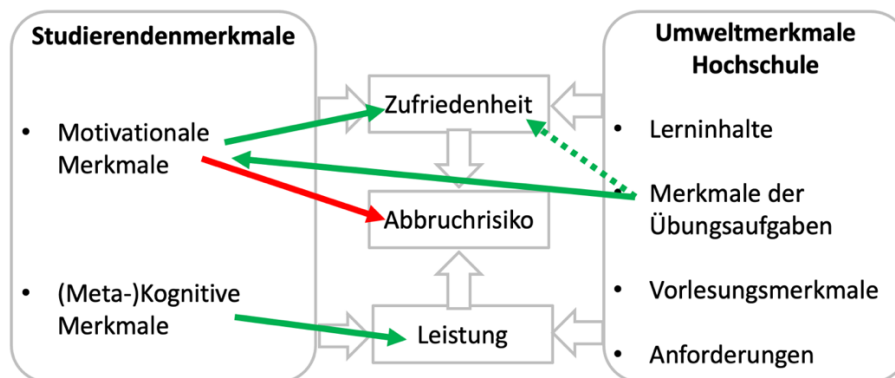 Studierendenmerkmale
• Motivationale
Merkmale
• (Meta-)Kognitive
Merkmale
Zufriedenheit
Abbruchrisiko
Leistung
Umweltmerkmale
Hochschule
• Lerninhalte
• Merkmale der
Übungsaufgaben
• Vorlesungsmerkmale
• Anforderungen